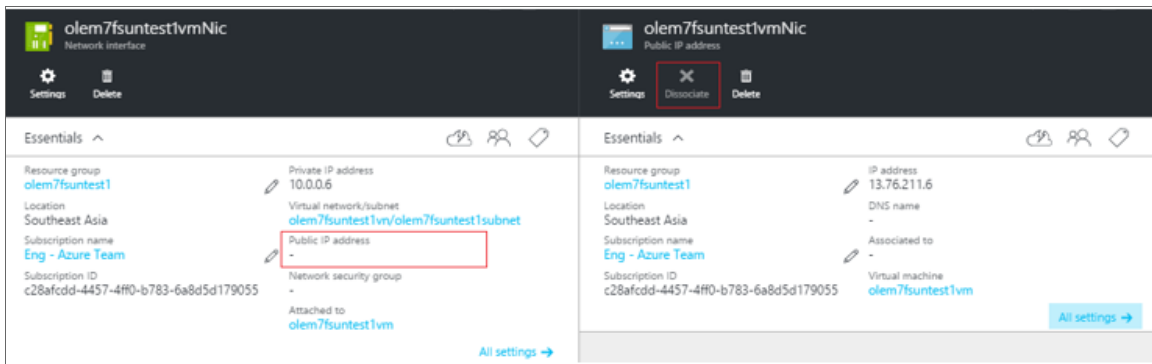 olem7fsuntest1vmNic
Network interface
Settings Delete
Essentials
Resource group
olem7fsuntest1
Location
Southeast Asia
Subscription name
Eng - Azure Team
Subscription ID
c28afcdd-4457-4ff0-b783-6a8d5d179055
Private IP address
10.0.0.6
Virtual network/subnet
olem7fsuntest1vn/olem7fsuntest1subnet
Public IP address
-
Network security group
-
Attached to
olem7fsuntest1vm
All settings →
olem7fsuntest1vmNic
Public IP address
Settings Dissociate Delete
Essentials
Resource group
olem7fsuntest1
Location
Southeast Asia
Subscription name
Eng - Azure Team
Subscription ID
c28afcdd-4457-4ff0-b783-6a8d5d179055
IP address
13.76.211.6
DNS name
-
Associated to
-
Virtual machine
olem7fsuntest1vm
All settings →